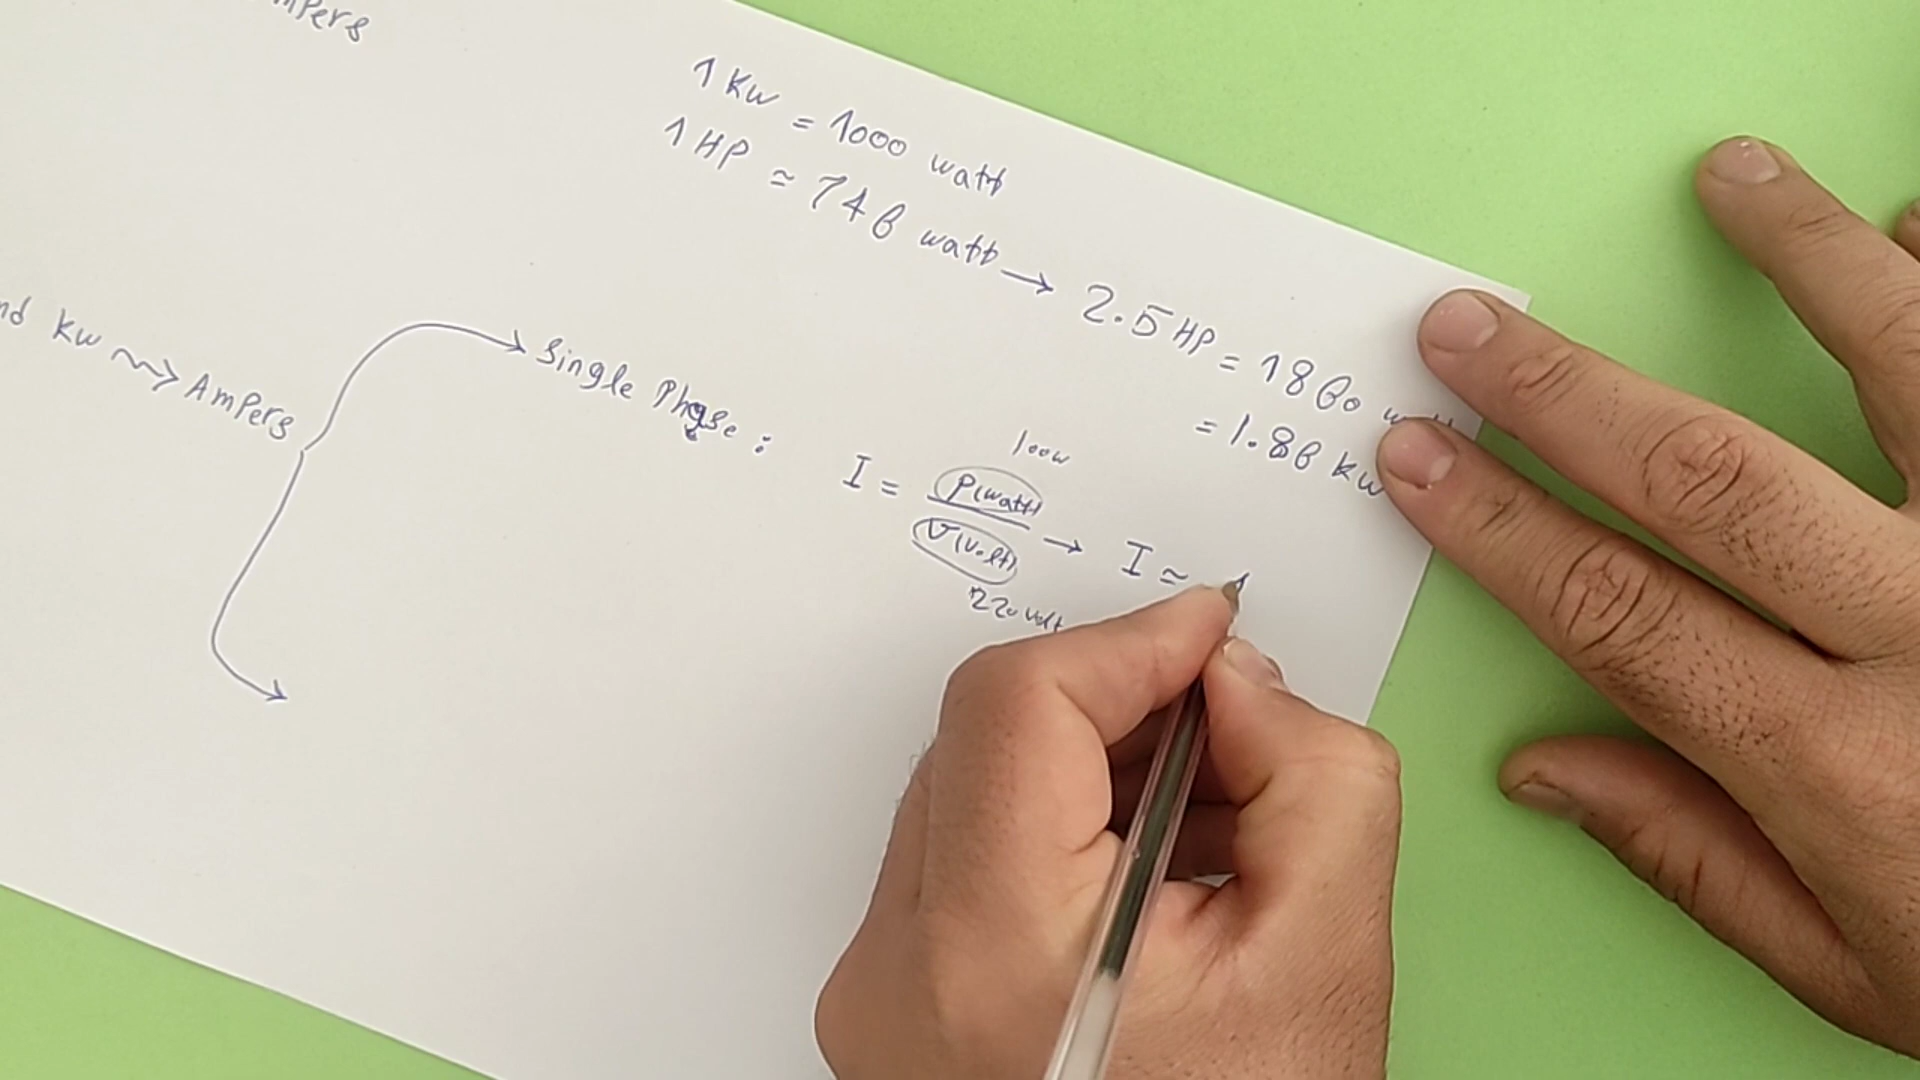 mpers
1 Kw = 1000 watt
1 HP ≃ 746 watt → 2.5 HP = 1860
= 1.86 kw
nd kw ⇝ Ampers
Single Phase :
100w
I = P(watt) / V(volt) → I ≃
220 volt